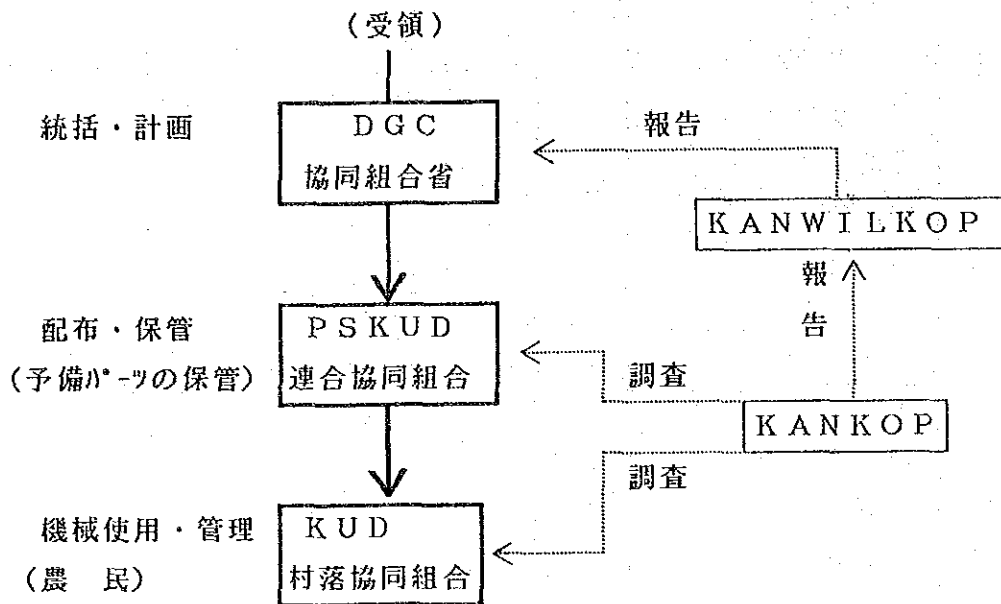 (受領)
統括・計画
DGC
協同組合省
報告
KANWILKOP
報告
配布・保管
(予備パーツの保管)
PSKUD
連合協同組合
調査
KANKOP
調査
機械使用・管理
(農 民)
KUD
村落協同組合